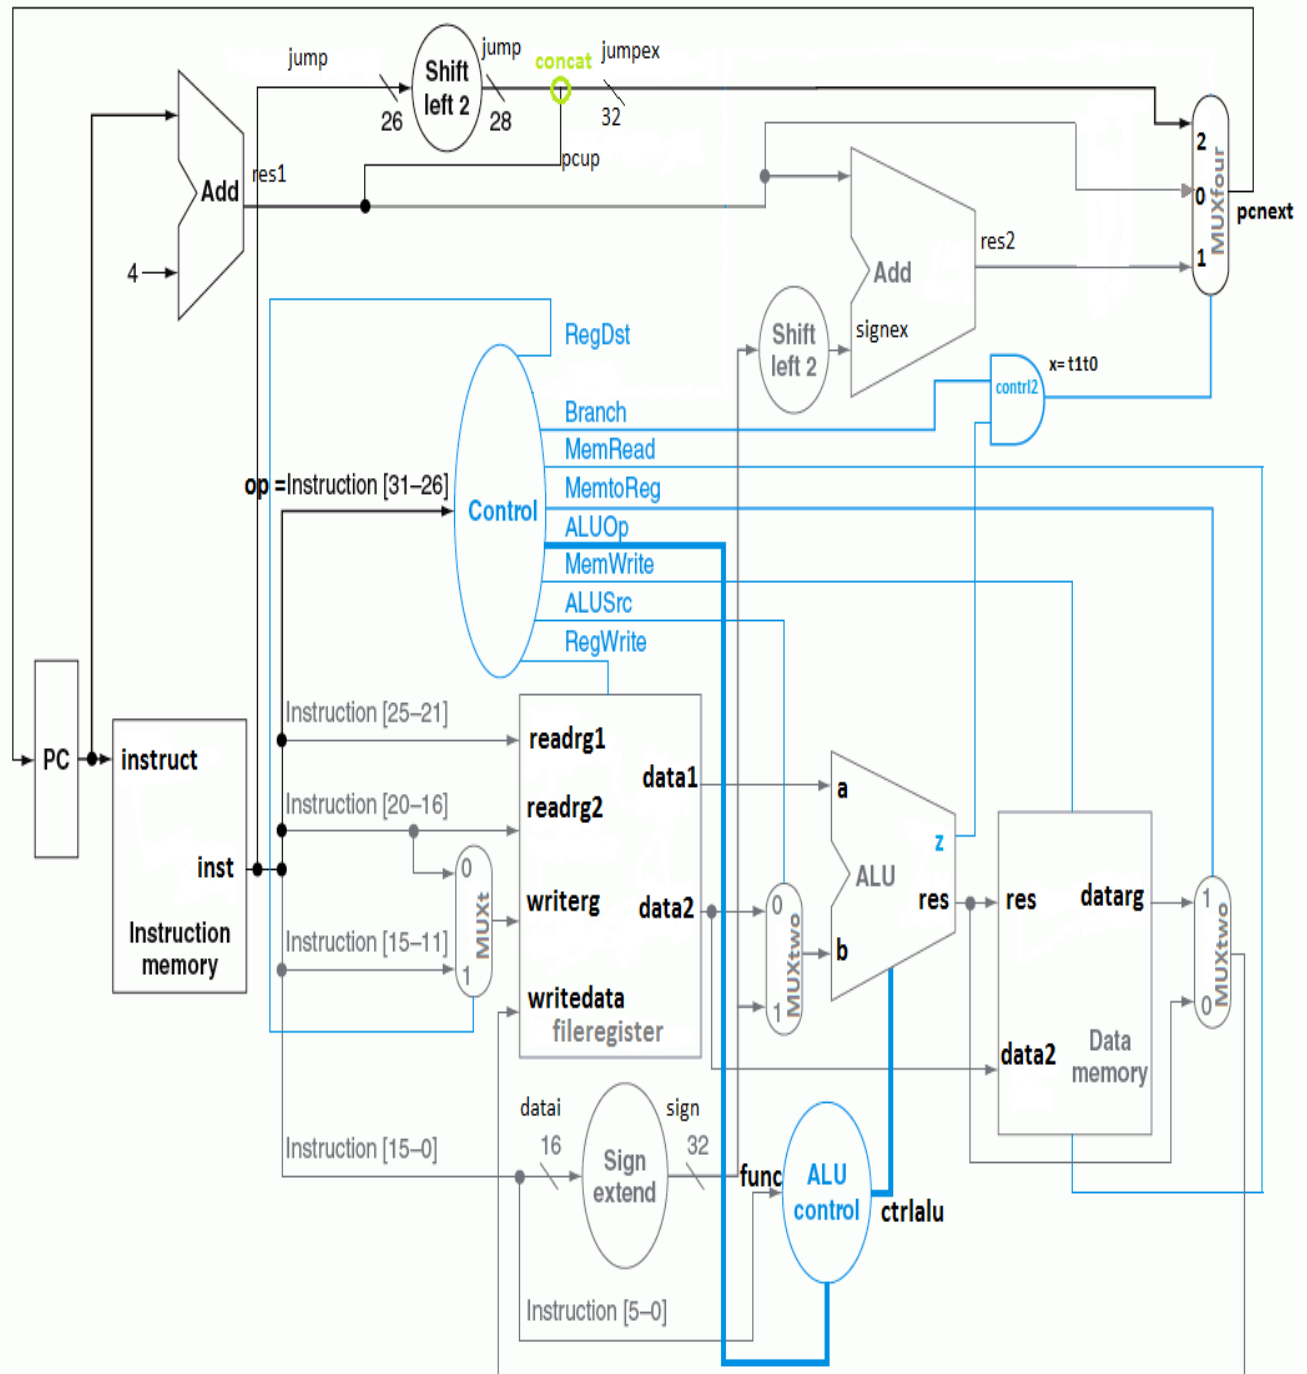 jump
Shift
left 2
jump
concat
jumpex
26
28
32
pcup
res1
Add
4
2
0
1
MUXfour
pcnext
res2
Add
signex
Shift
left 2
x= t1t0
contrl2
RegDst
Branch
MemRead
MemtoReg
ALUOp
MemWrite
ALUSrc
RegWrite
op =Instruction [31–26]
Control
PC
instruct
inst
Instruction
memory
Instruction [25–21]
Instruction [20–16]
Instruction [15–11]
0
MUXt
1
readrg1
readrg2
writerg
writedata
fileregister
data1
data2
0
MUXtwo
1
a
b
ALU
z
res
res
datarg
data2
Data
memory
1
MUXtwo
0
Instruction [15–0]
datai
16
Sign
extend
sign
32
func
ALU
control
ctrlalu
Instruction [5–0]